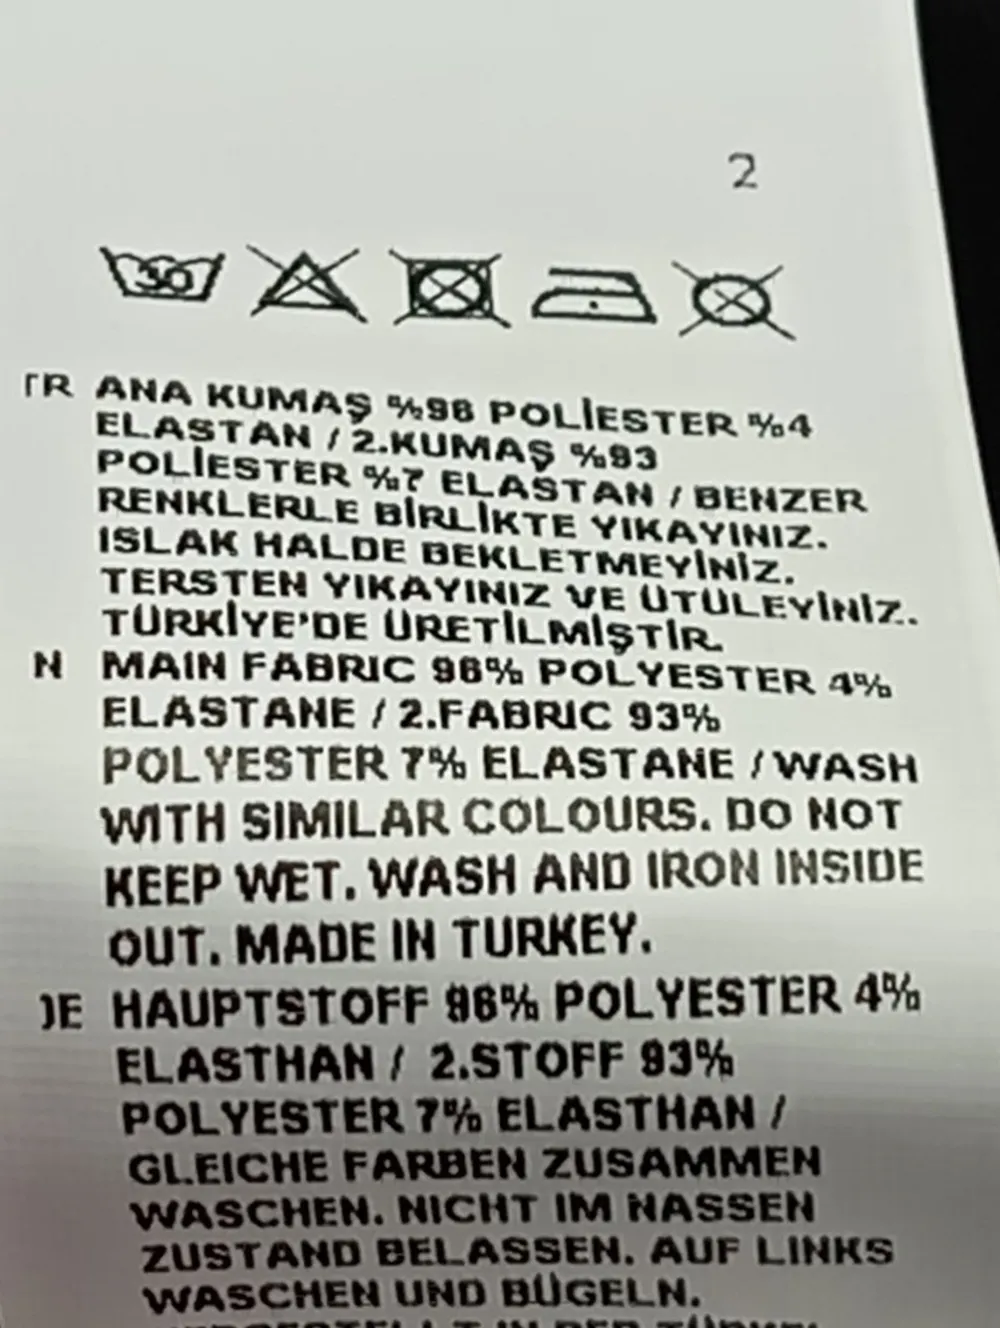 2
30
TR ANA KUMAŞ %96 POLİESTER %4
ELASTAN / 2.KUMAŞ %93
POLİESTER %7 ELASTAN / BENZER
RENKLERLE BİRLİKTE YIKAYINIZ.
ISLAK HALDE BEKLETMEYİNİZ.
TERSTEN YIKAYINIZ VE ÜTÜLEYİNİZ.
TÜRKİYE'DE ÜRETİLMİŞTİR.
N MAIN FABRIC 96% POLYESTER 4%
ELASTANE / 2.FABRIC 93%
POLYESTER 7% ELASTANE / WASH
WITH SIMILAR COLOURS. DO NOT
KEEP WET. WASH AND IRON INSIDE
OUT. MADE IN TURKEY.
DE HAUPTSTOFF 96% POLYESTER 4%
ELASTHAN / 2.STOFF 93%
POLYESTER 7% ELASTHAN /
GLEICHE FARBEN ZUSAMMEN
WASCHEN. NICHT IM NASSEN
ZUSTAND BELASSEN. AUF LINKS
WASCHEN UND BÜGELN.